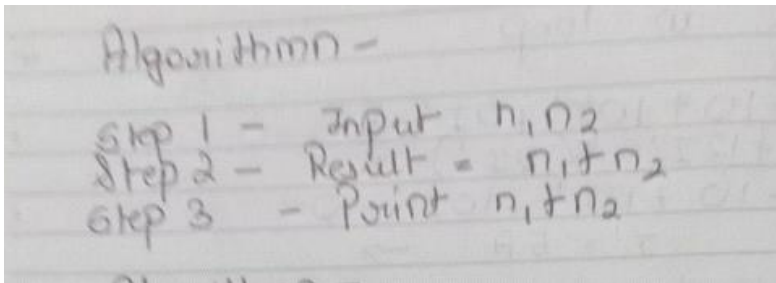 Algorithmn -
Step 1 - Input n1 n2
Step 2 - Result = n1+n2
Step 3 - Print n1+n2